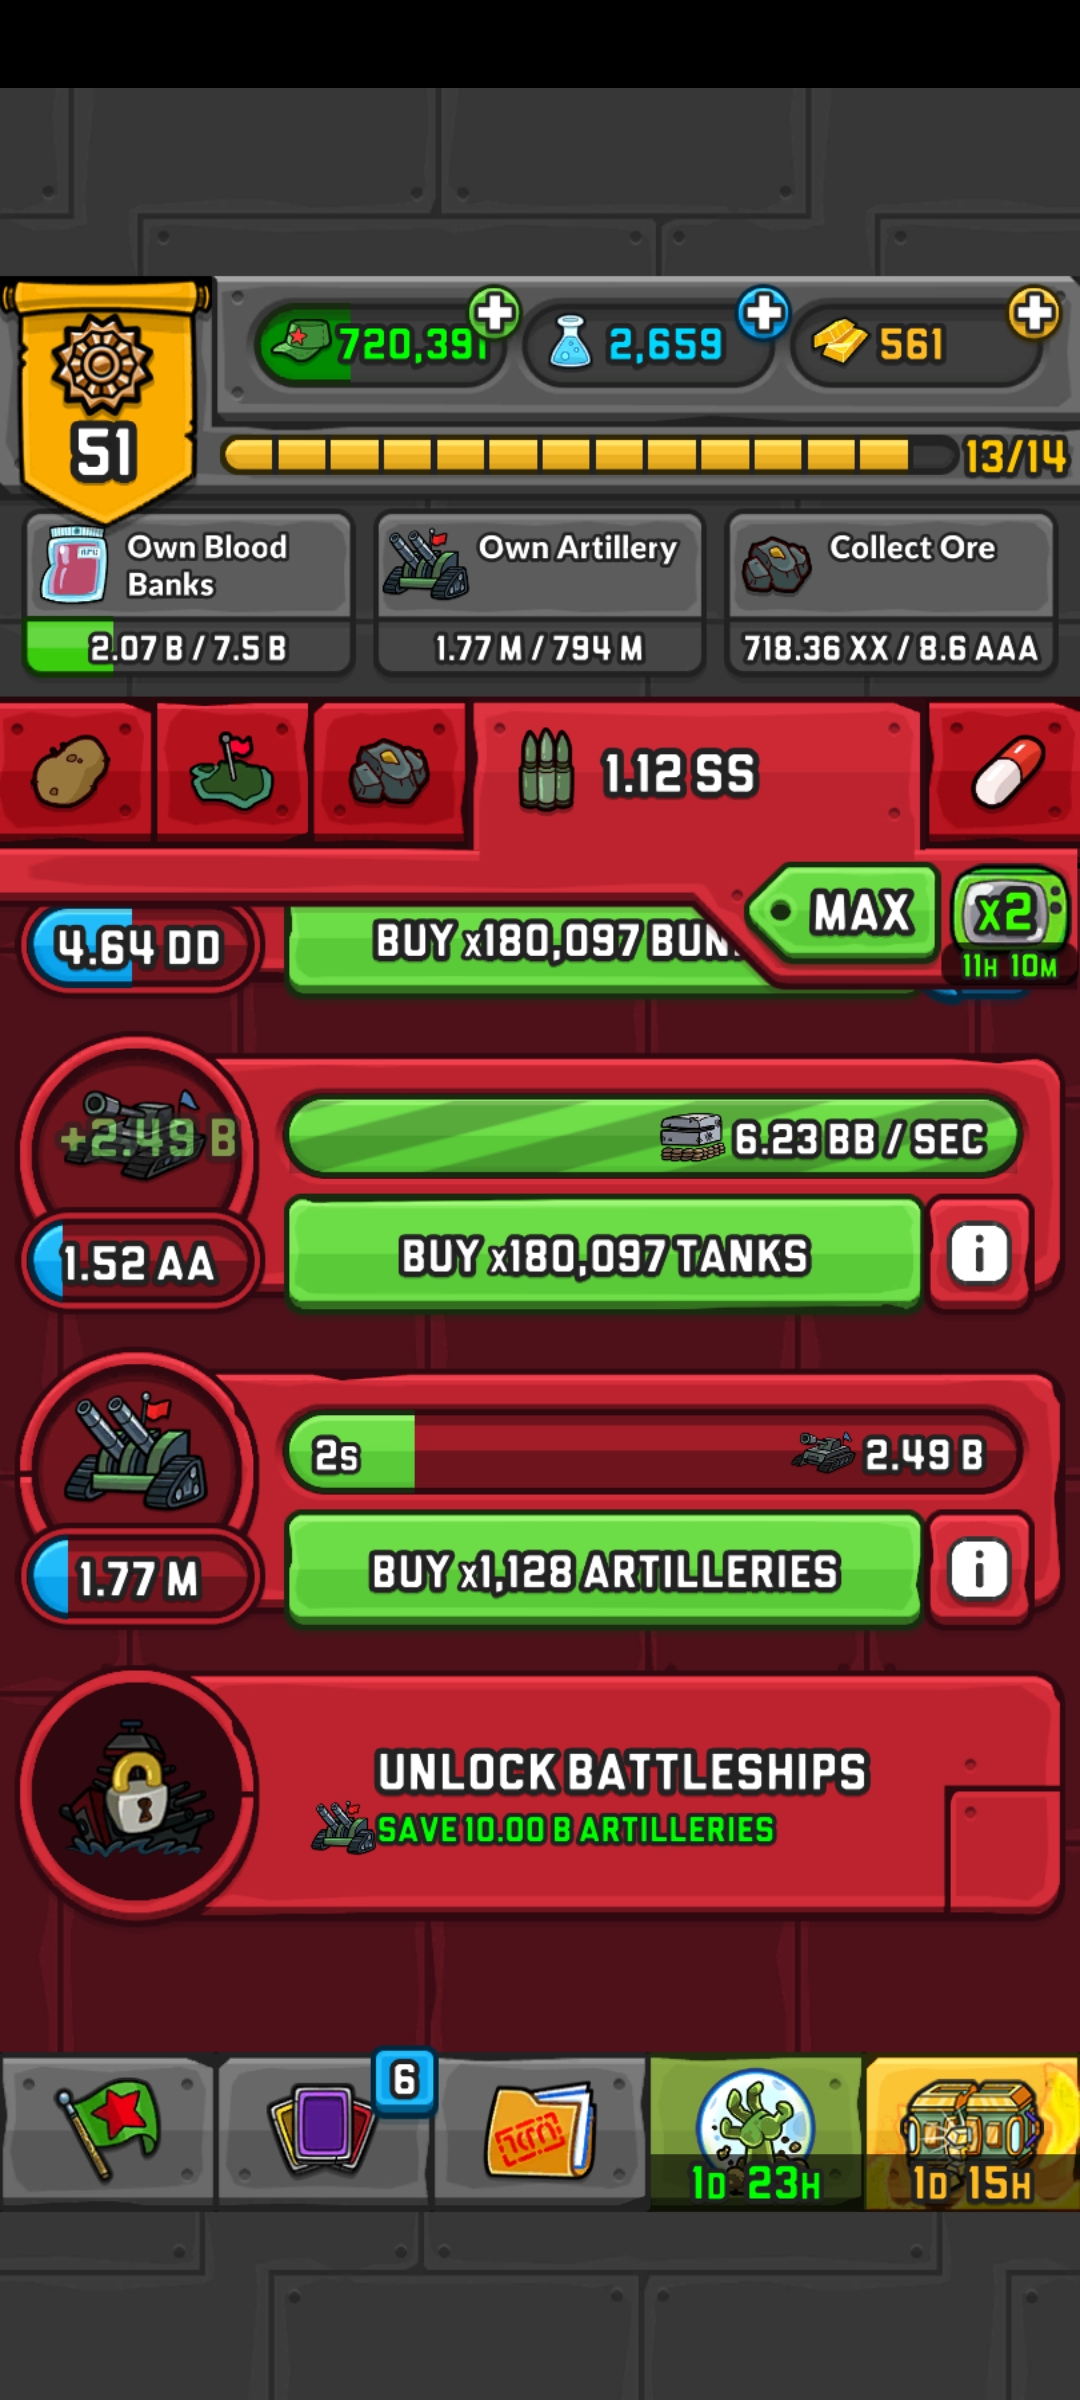 51
720,391
2,659
561
13/14
Own Blood
Banks
2.07 B / 7.5 B
Own Artillery
1.77 M / 794 M
Collect Ore
718.36 XX / 8.6 AAA
1.12 SS
MAX
x2
11H 10M
4.64 DD
BUY x180,097 BUN
+2.49 B
6.23 BB / SEC
1.52 AA
BUY x180,097 TANKS
i
2s
2.49 B
1.77 M
BUY x1,128 ARTILLERIES
i
UNLOCK BATTLESHIPS
SAVE 10.00 B ARTILLERIES
6
1D 23H
1D 15H